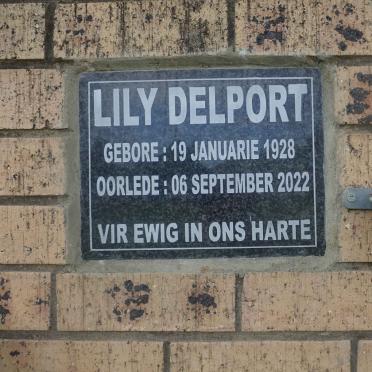 LILY DELPORT
GEBORE : 19 JANUARIE 1928
OORLEDE : 06 SEPTEMBER 2022
VIR EWIG IN ONS HARTE